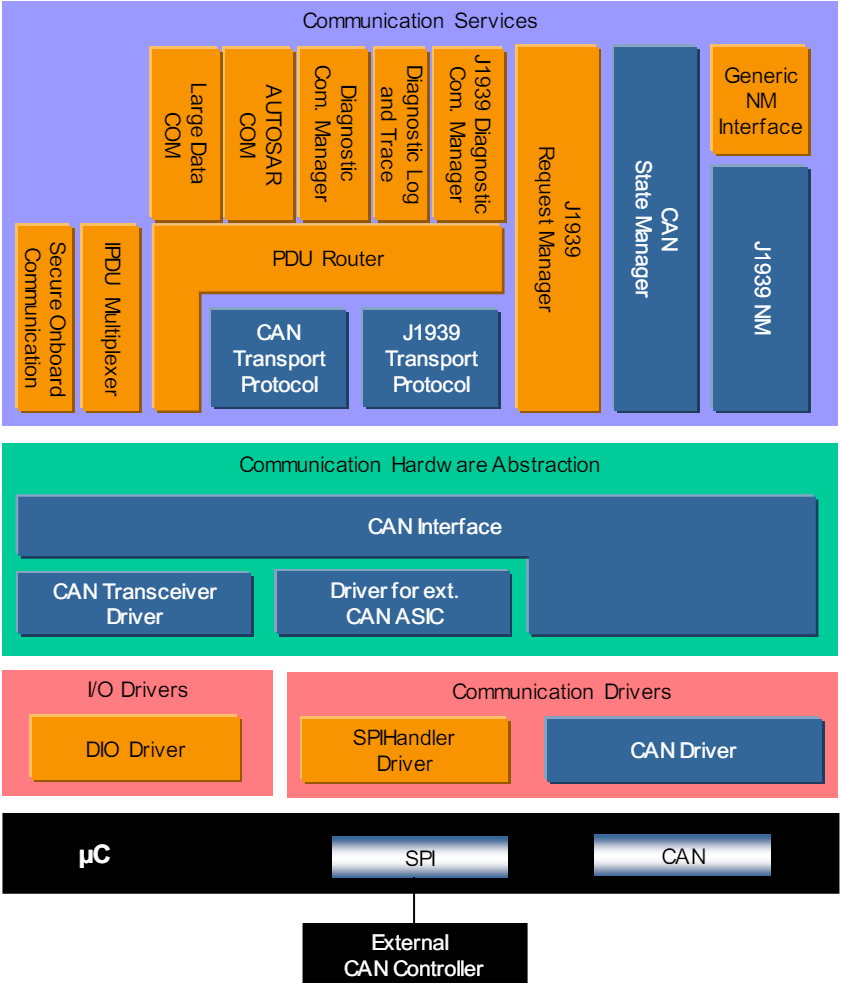 Communication Services
Large Data
COM
AUTOSAR
COM
Diagnostic
Com. Manager
Diagnostic Log
and Trace
J1939 Diagnostic
Com. Manager
J1939
Request Manager
CAN
State Manager
Generic
NM
Interface
Secure Onboard
Communication
IPDU Multiplexer
PDU Router
J1939 NM
CAN
Transport
Protocol
J1939
Transport
Protocol
Communication Hardware Abstraction
CAN Interface
CAN Transceiver
Driver
Driver for ext.
CAN ASIC
I/O Drivers
Communication Drivers
DIO Driver
SPIHandler
Driver
CAN Driver
µC
SPI
CAN
External
CAN Controller